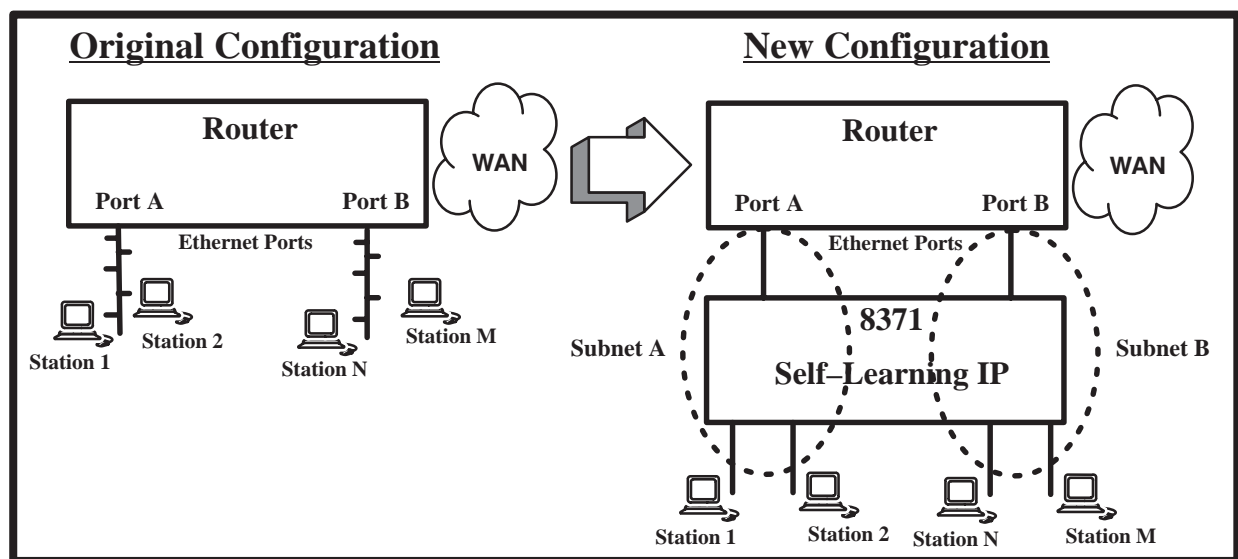 Original Configuration
Router
WAN
Port A
Port B
Ethernet Ports
Station 1
Station 2
Station N
Station M
New Configuration
Router
WAN
Port A
Port B
Ethernet Ports
8371
Self–Learning IP
Subnet A
Subnet B
Station 1
Station 2
Station N
Station M